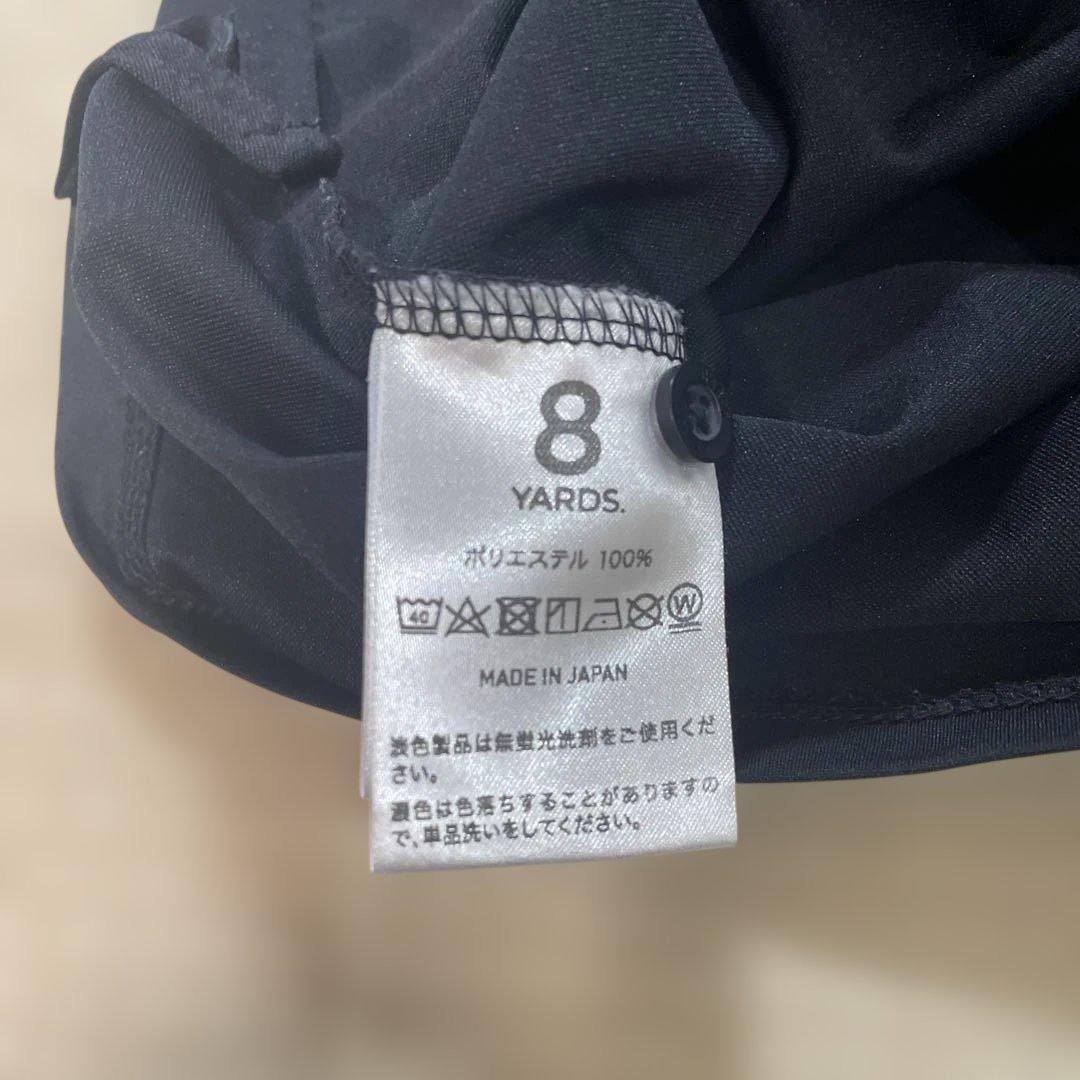 8
YARDS.
ポリエステル 100%
40
W
MADE IN JAPAN
淡色製品は無蛍光洗剤をご使用くだ
さい。
濃色は色落ちすることがありますの
で、単品洗いをしてください。